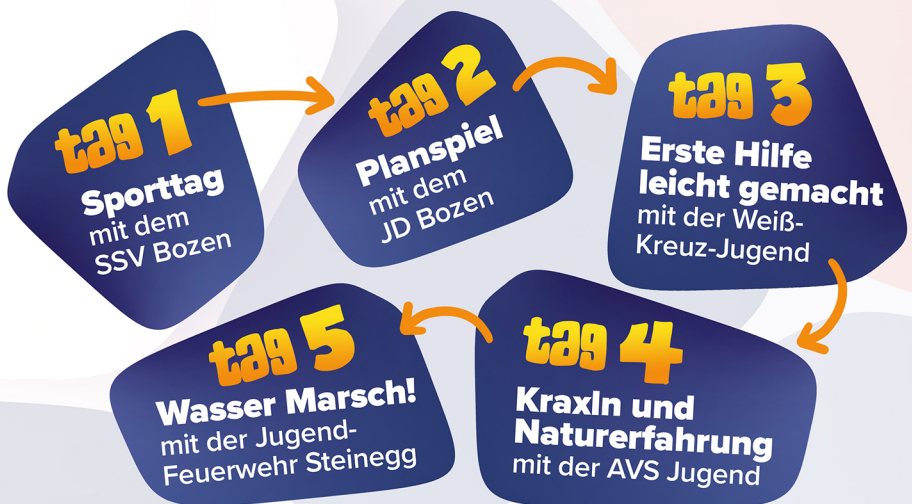 tag 1
Sporttag
mit dem
SSV Bozen
tag 2
Planspiel
mit dem
JD Bozen
tag 3
Erste Hilfe
leicht gemacht
mit der Weiß-
Kreuz-Jugend
tag 4
Kraxln und
Naturerfahrung
mit der AVS Jugend
tag 5
Wasser Marsch!
mit der Jugend-
Feuerwehr Steinegg